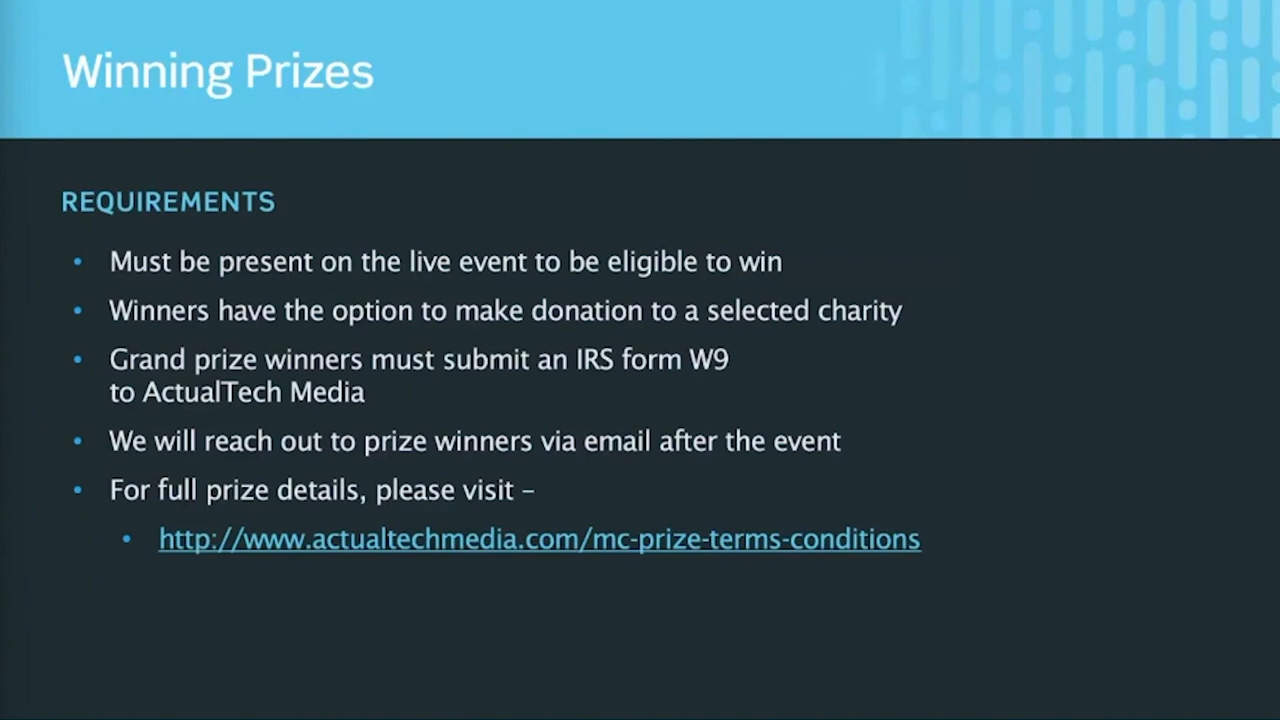 Winning Prizes
REQUIREMENTS
• Must be present on the live event to be eligible to win
• Winners have the option to make donation to a selected charity
• Grand prize winners must submit an IRS form W9
to ActualTech Media
• We will reach out to prize winners via email after the event
• For full prize details, please visit –
• http://www.actualtechmedia.com/mc-prize-terms-conditions